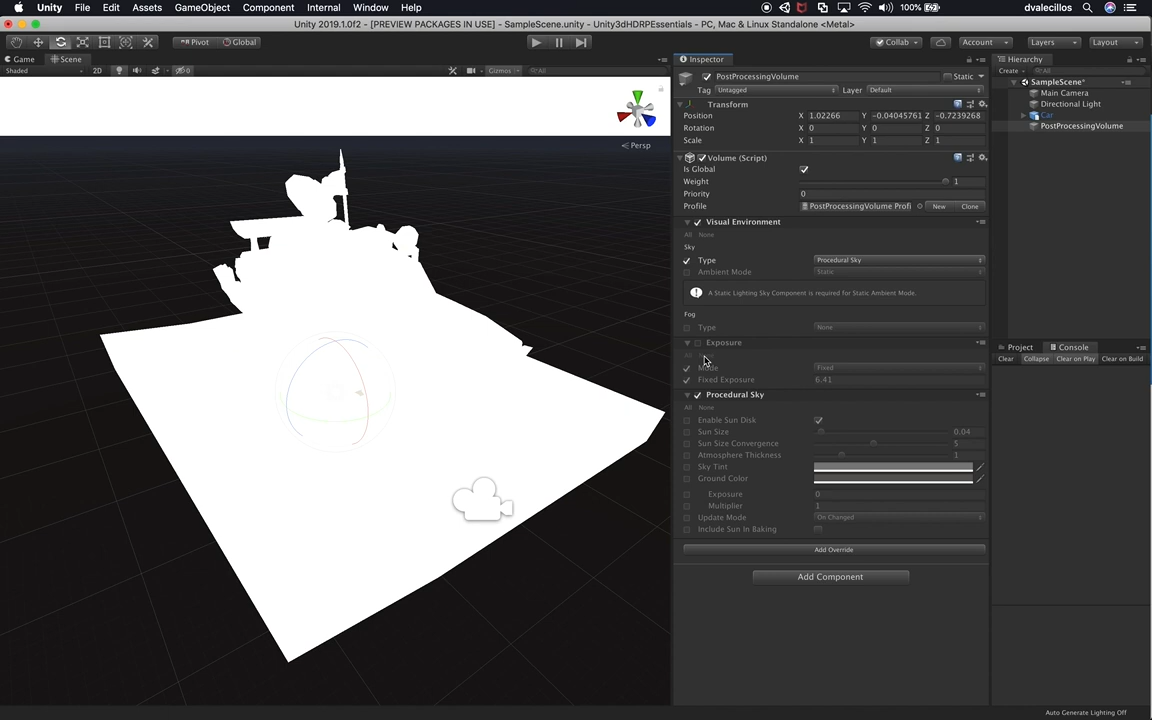 Unity File Edit Assets GameObject Component Internal Window Help 100% dvalecillos
Unity 2019.1.0f2 - [PREVIEW PACKAGES IN USE] - SampleScene.unity - Unity3dHDRPEssentials - PC, Mac & Linux Standalone <Metal>
Pivot Global Collab Account Layers Layout
Game Scene
Shaded 2D Gizmos All
Persp
Inspector
PostProcessingVolume Static
Tag Untagged Layer Default
Transform
Position X 1.02266 Y -0.04045761 Z -0.7239268
Rotation X 0 Y 0 Z 0
Scale X 1 Y 1 Z 1
Volume (Script)
Is Global
Weight 1
Priority 0
Profile PostProcessingVolume Profi New Clone
Visual Environment
All None
Sky
Type Procedural Sky
Ambient Mode Static
A Static Lighting Sky Component is required for Static Ambient Mode.
Fog
Type None
Exposure
All
Mode Fixed
Fixed Exposure 6.41
Procedural Sky
All None
Enable Sun Disk
Sun Size 0.04
Sun Size Convergence 5
Atmosphere Thickness 1
Sky Tint
Ground Color
Exposure 0
Multiplier 1
Update Mode On Changed
Include Sun In Baking
Add Override
Add Component
Hierarchy
Create All
SampleScene*
Main Camera
Directional Light
Car
PostProcessingVolume
Project Console
Clear Collapse Clear on Play Clear on Build
Auto Generate Lighting Off